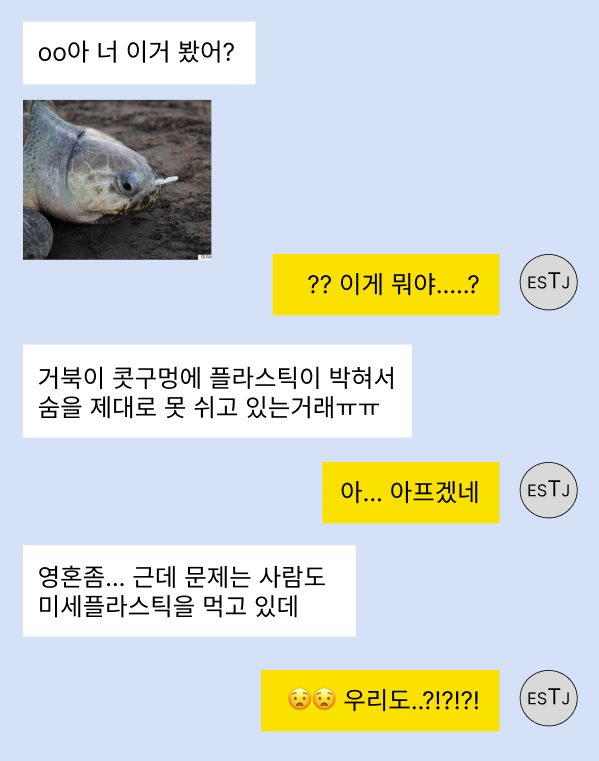 oo아 너 이거 봤어?
?? 이게 뭐야.....?
ESTJ
거북이 콧구멍에 플라스틱이 박혀서
숨을 제대로 못 쉬고 있는거래ㅠㅠ
아... 아프겠네
ESTJ
영혼좀... 근데 문제는 사람도
미세플라스틱을 먹고 있데
😧😧 우리도..?!?!?!
ESTJ